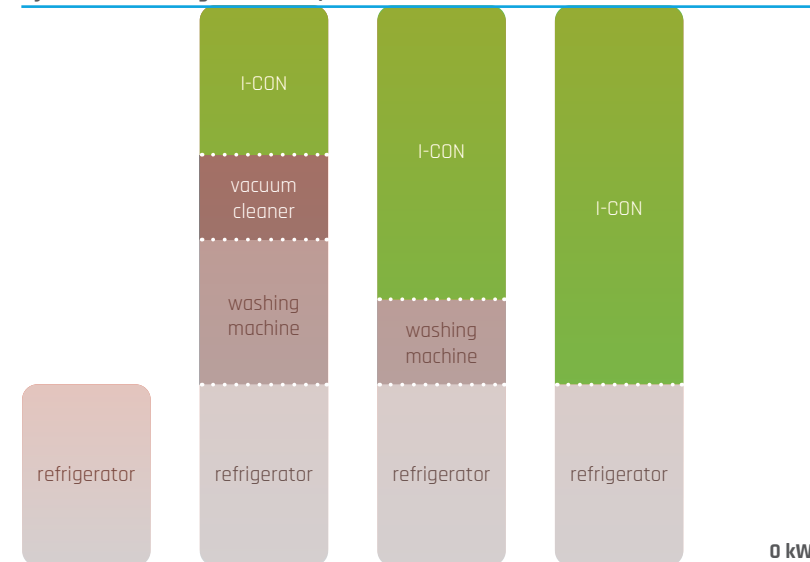 I-CON
vacuum
cleaner
washing
machine
refrigerator
I-CON
washing
machine
refrigerator
I-CON
refrigerator
refrigerator
0 kW